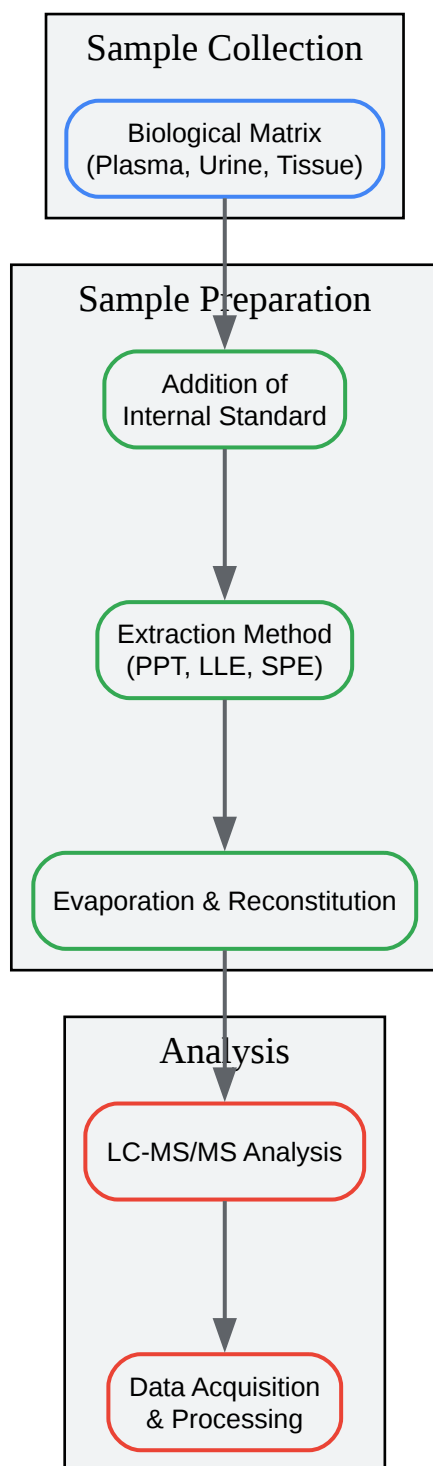 Sample Collection
Biological Matrix
(Plasma, Urine, Tissue)
Sample Preparation
Addition of
Internal Standard
Extraction Method
(PPT, LLE, SPE)
Evaporation & Reconstitution
Analysis
LC-MS/MS Analysis
Data Acquisition
& Processing